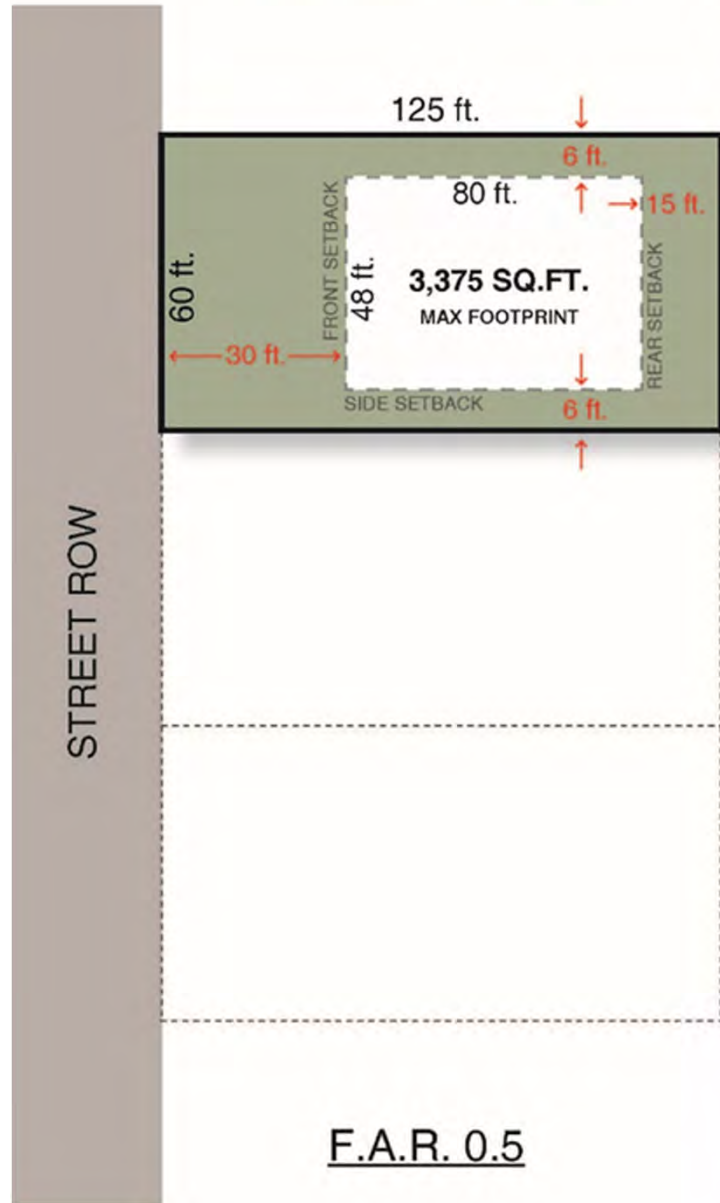 125 ft.
6 ft.
80 ft.
15 ft.
FRONT SETBACK
60 ft.
48 ft.
3,375 SQ.FT.
MAX FOOTPRINT
REAR SETBACK
30 ft.
SIDE SETBACK
6 ft.
STREET ROW
F.A.R. 0.5